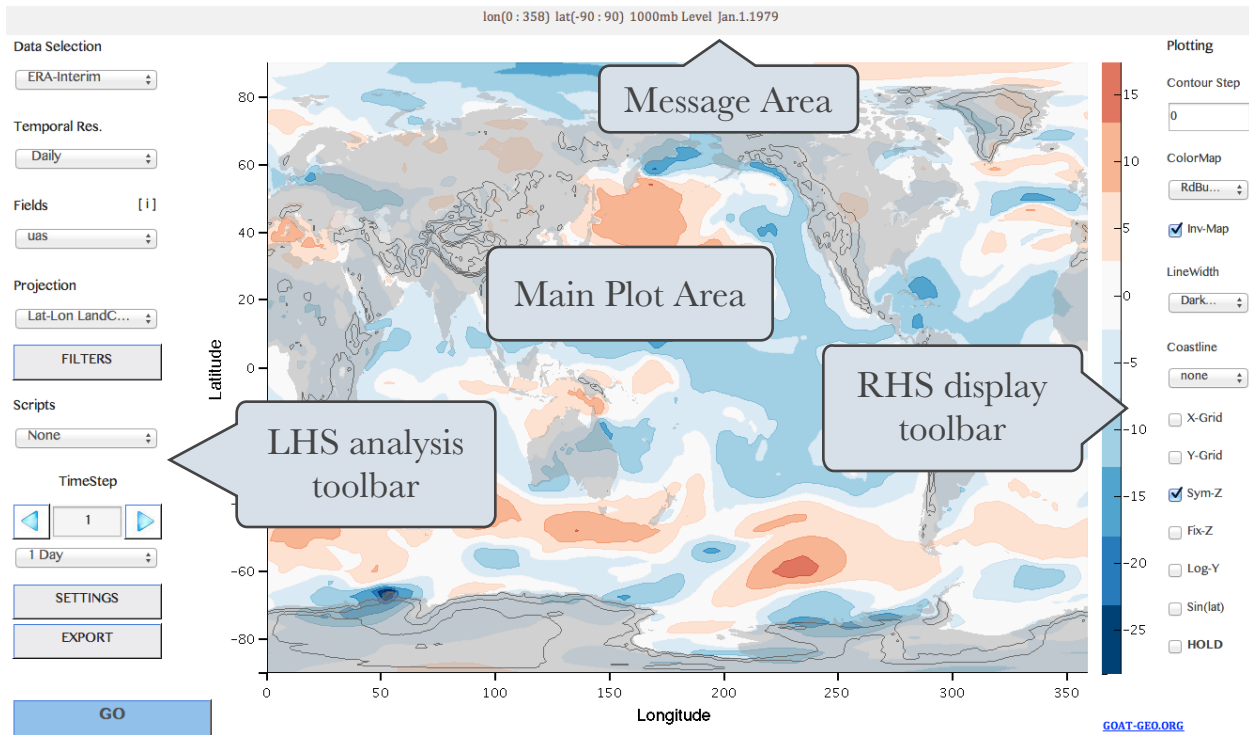 lon(0 : 358) lat(-90 : 90) 1000mb Level Jan.1.1979
Data Selection
ERA-Interim
Temporal Res.
Daily
Fields [ i ]
uas
Projection
Lat-Lon LandC...
FILTERS
Scripts
None
TimeStep
1
1 Day
SETTINGS
EXPORT
GO
Message Area
Main Plot Area
LHS analysis
toolbar
RHS display
toolbar
Latitude
80
60
40
20
0
-60
-80
0
50
100
150
200
250
300
350
Longitude
15
10
5
0
-5
-10
-15
-20
-25
Plotting
Contour Step
0
ColorMap
RdBu...
Inv-Map
LineWidth
Dark...
Coastline
none
X-Grid
Y-Grid
Sym-Z
Fix-Z
Log-Y
Sin(lat)
HOLD
GOAT-GEO.ORG